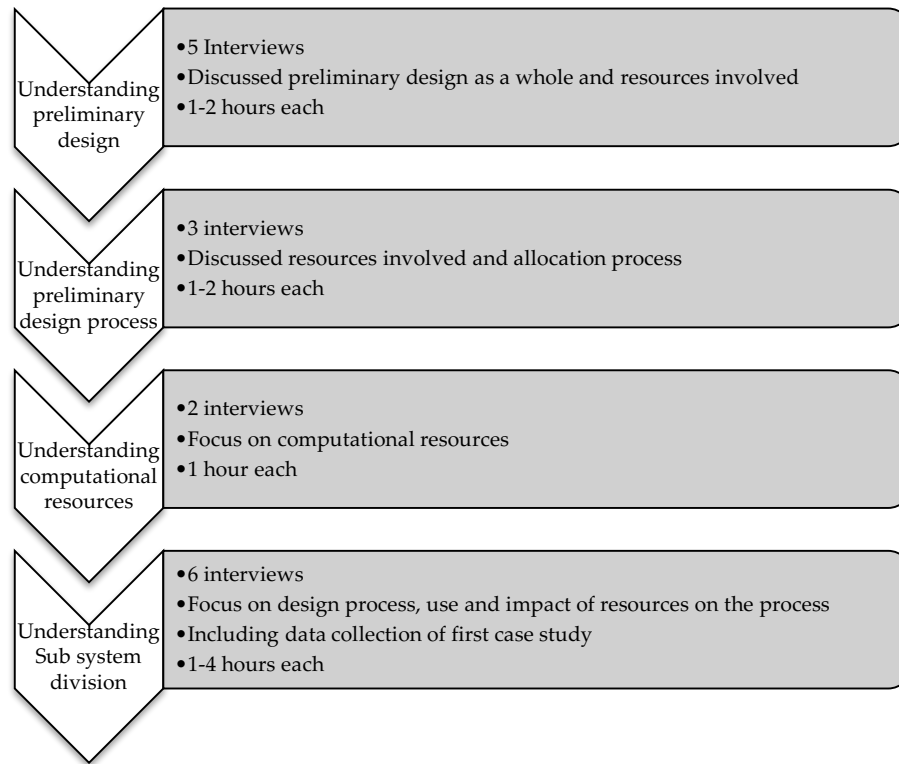 Understanding
preliminary
design
•5 Interviews
•Discussed preliminary design as a whole and resources involved
•1-2 hours each
Understanding
preliminary
design process
•3 interviews
•Discussed resources involved and allocation process
•1-2 hours each
Understanding
computational
resources
•2 interviews
•Focus on computational resources
•1 hour each
Understanding
Sub system
division
•6 interviews
•Focus on design process, use and impact of resources on the process
•Including data collection of first case study
•1-4 hours each